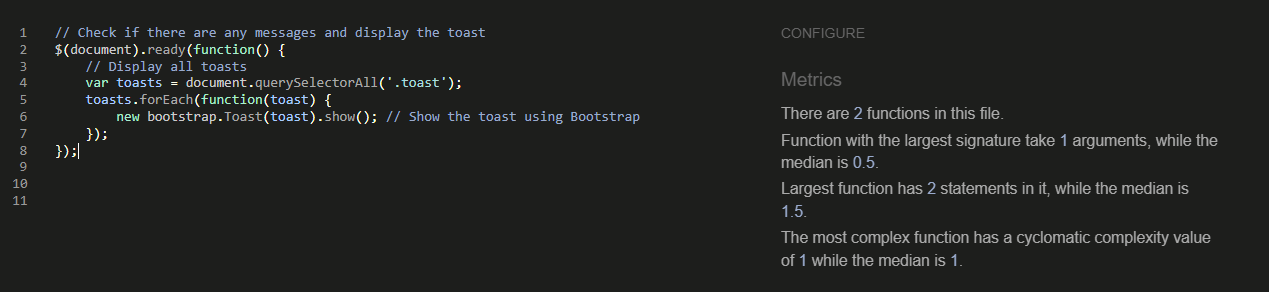 1 // Check if there are any messages and display the toast
2 $(document).ready(function() {
3 // Display all toasts
4 var toasts = document.querySelectorAll('.toast');
5 toasts.forEach(function(toast) {
6 new bootstrap.Toast(toast).show(); // Show the toast using Bootstrap
7 });
8 });
9
10
11
CONFIGURE
Metrics
There are 2 functions in this file.
Function with the largest signature take 1 arguments, while the
median is 0.5.
Largest function has 2 statements in it, while the median is
1.5.
The most complex function has a cyclomatic complexity value
of 1 while the median is 1.